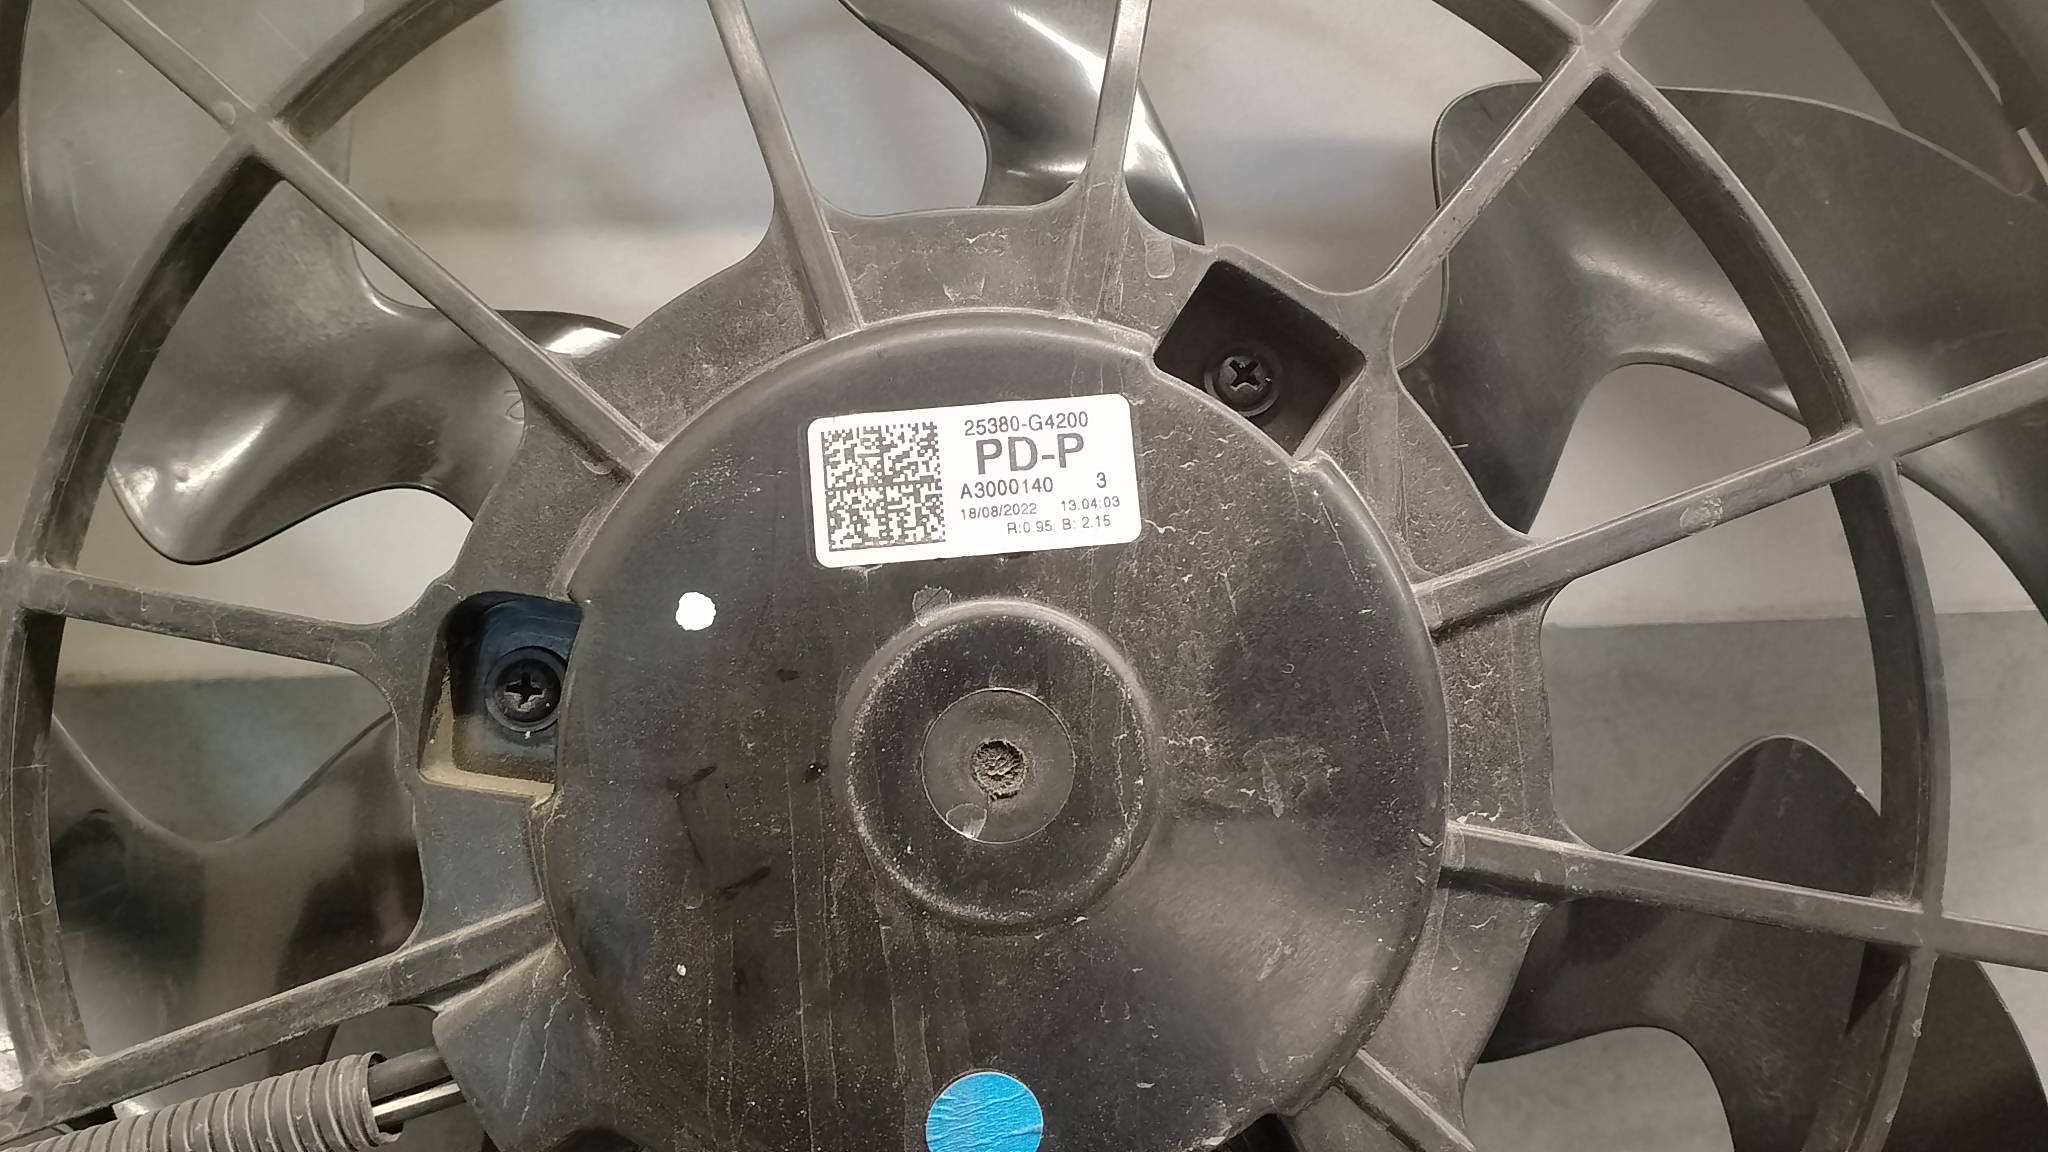 25380-G4200
PD-P
A3000140 3
18/08/2022 13:04:03
R:0.95 B: 2.15